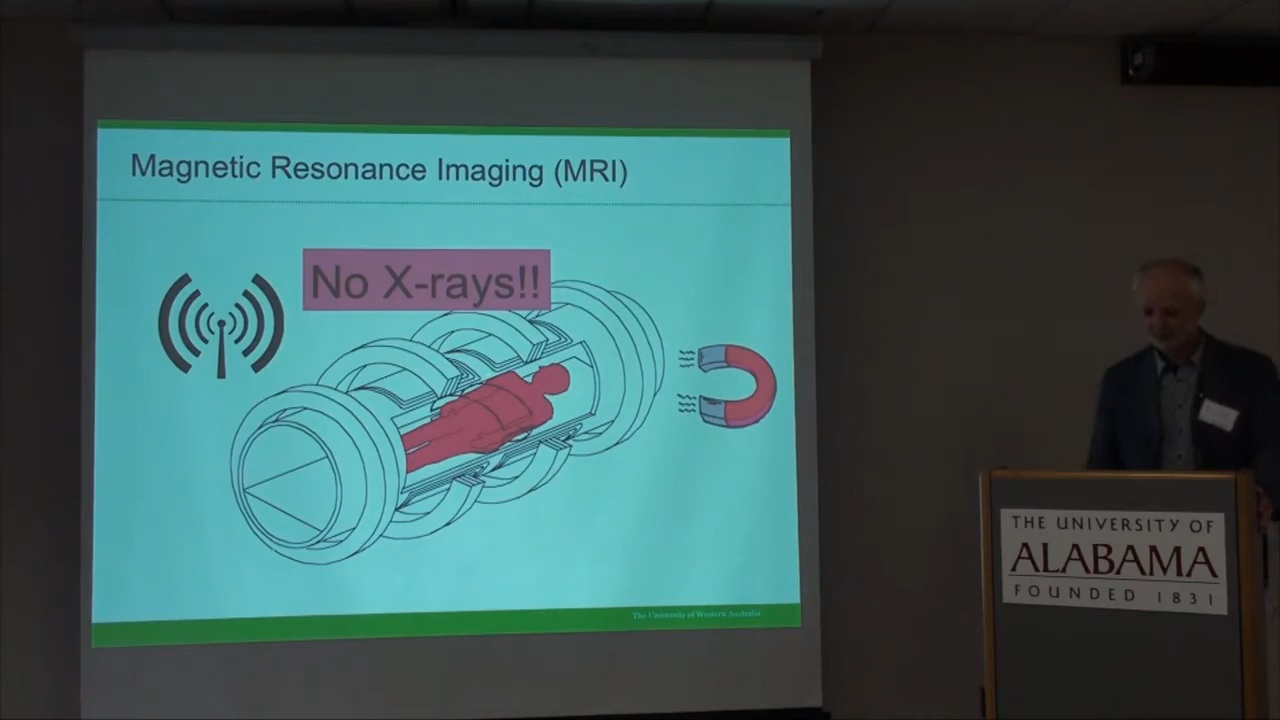 Magnetic Resonance Imaging (MRI)
No X-rays!!
The University of Western Australia
THE UNIVERSITY OF
ALABAMA
FOUNDED 1831